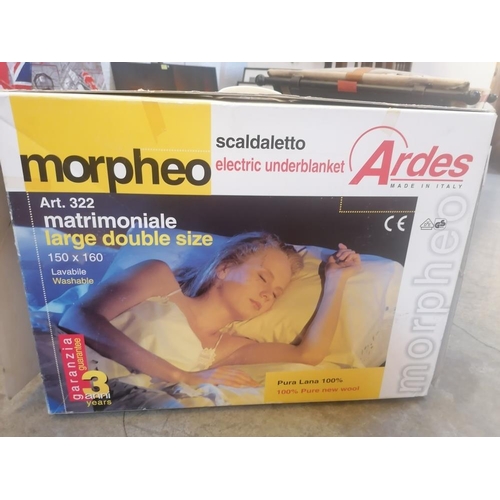 morpheo
scaldaletto
electric underblanket
Ardes
MADE IN ITALY
Art. 322
matrimoniale
large double size
150 x 160
Lavabile
Washable
CE
GS
morpheo
garanzia
guarantee
3
anni
years
Pura Lana 100%
100% Pure new wool